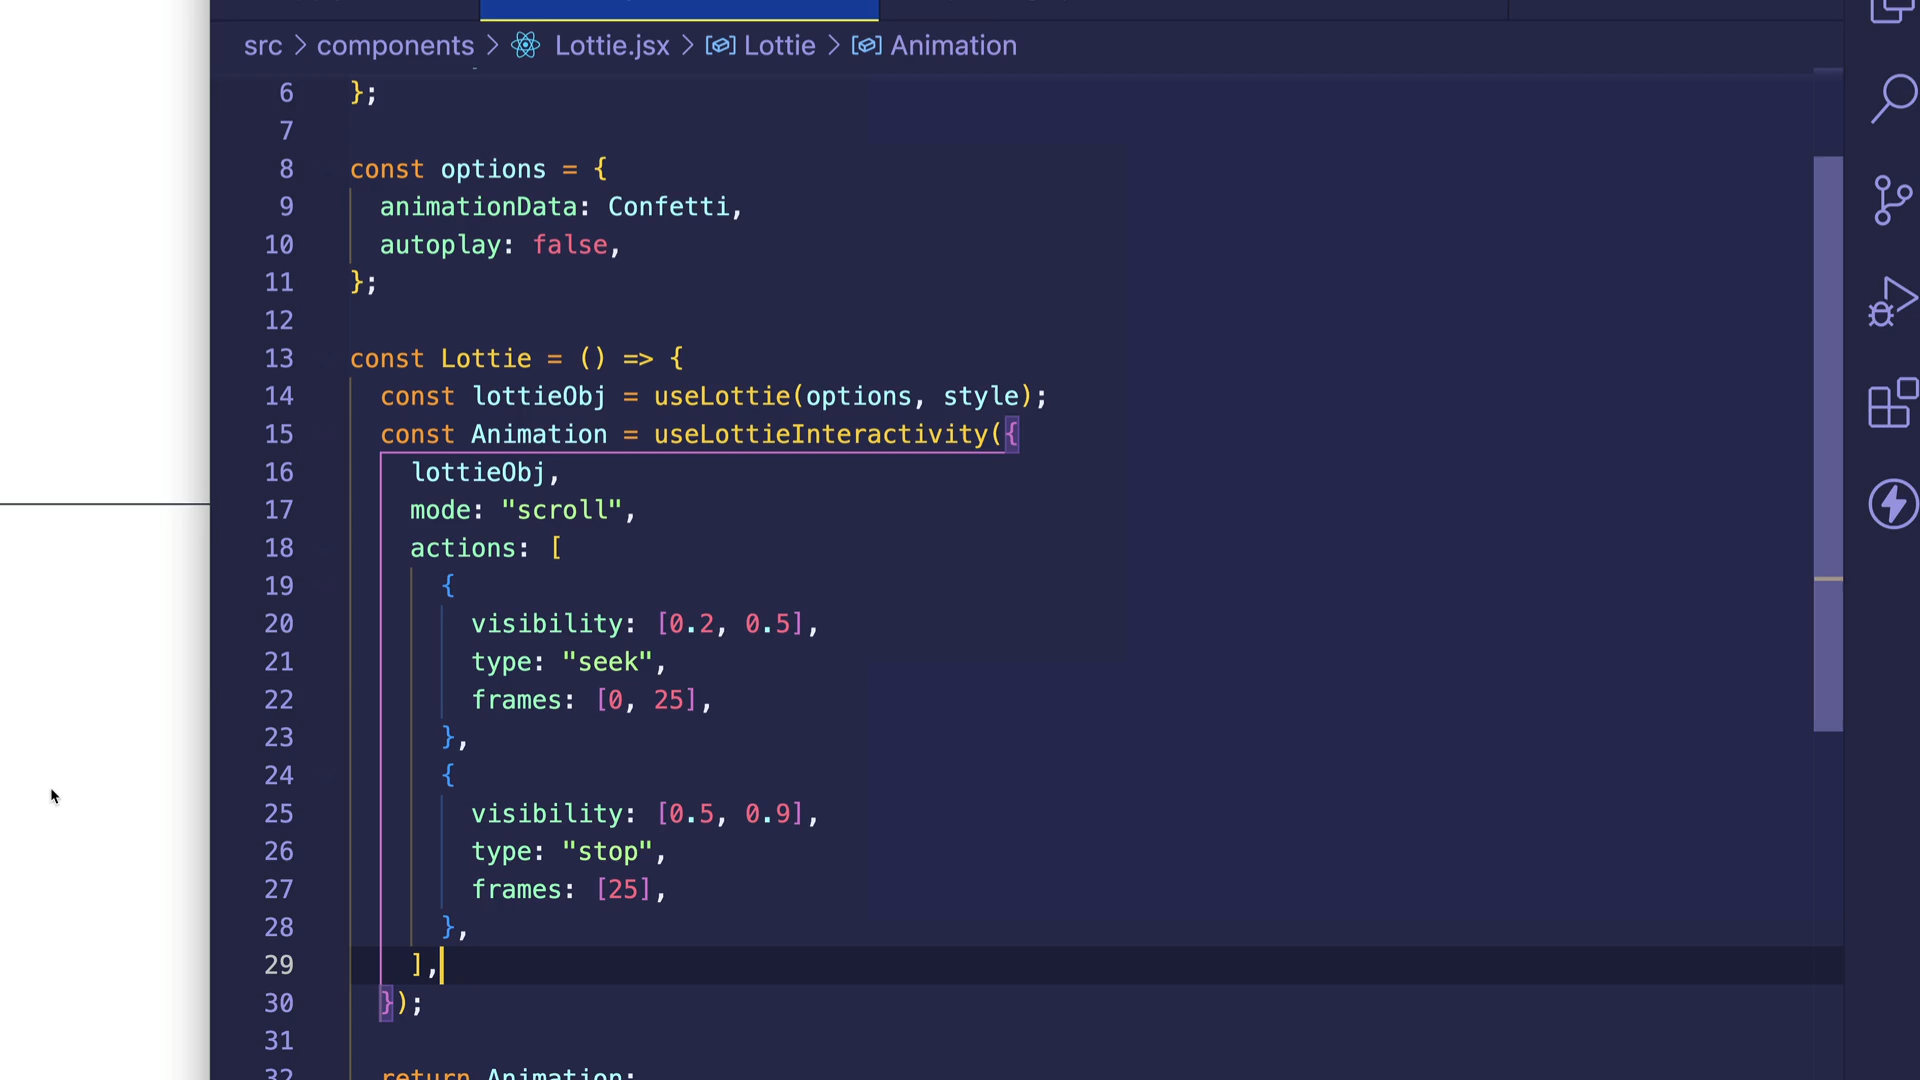 src > components > Lottie.jsx > Lottie > Animation
6 };
7
8 const options = {
9 animationData: Confetti,
10 autoplay: false,
11 };
12
13 const Lottie = () => {
14 const lottieObj = useLottie(options, style);
15 const Animation = useLottieInteractivity({
16 lottieObj,
17 mode: "scroll",
18 actions: [
19 {
20 visibility: [0.2, 0.5],
21 type: "seek",
22 frames: [0, 25],
23 },
24 {
25 visibility: [0.5, 0.9],
26 type: "stop",
27 frames: [25],
28 },
29 ],
30 });
31
32 return Animation;